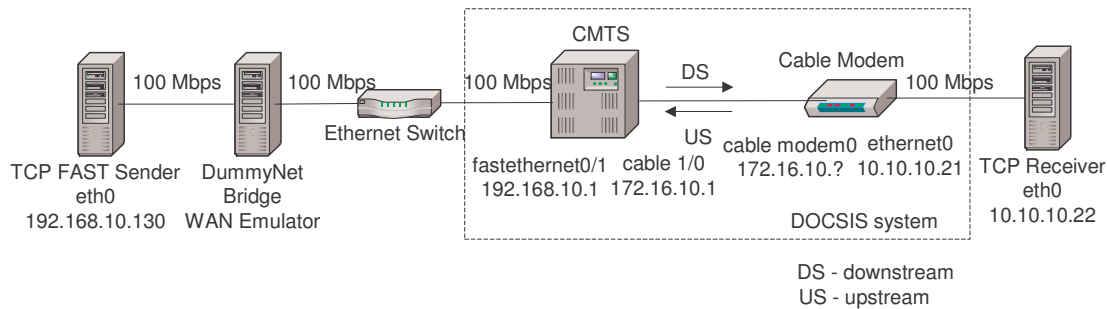 CMTS
100 Mbps
100 Mbps
100 Mbps
DS
US
Cable Modem
100 Mbps
Ethernet Switch
TCP FAST Sender
eth0
192.168.10.130
DummyNet
Bridge
WAN Emulator
fastethernet0/1
192.168.10.1
cable 1/0
172.16.10.1
cable modem0
172.16.10.?
ethernet0
10.10.10.21
TCP Receiver
eth0
10.10.10.22
DOCSIS system
DS - downstream
US - upstream